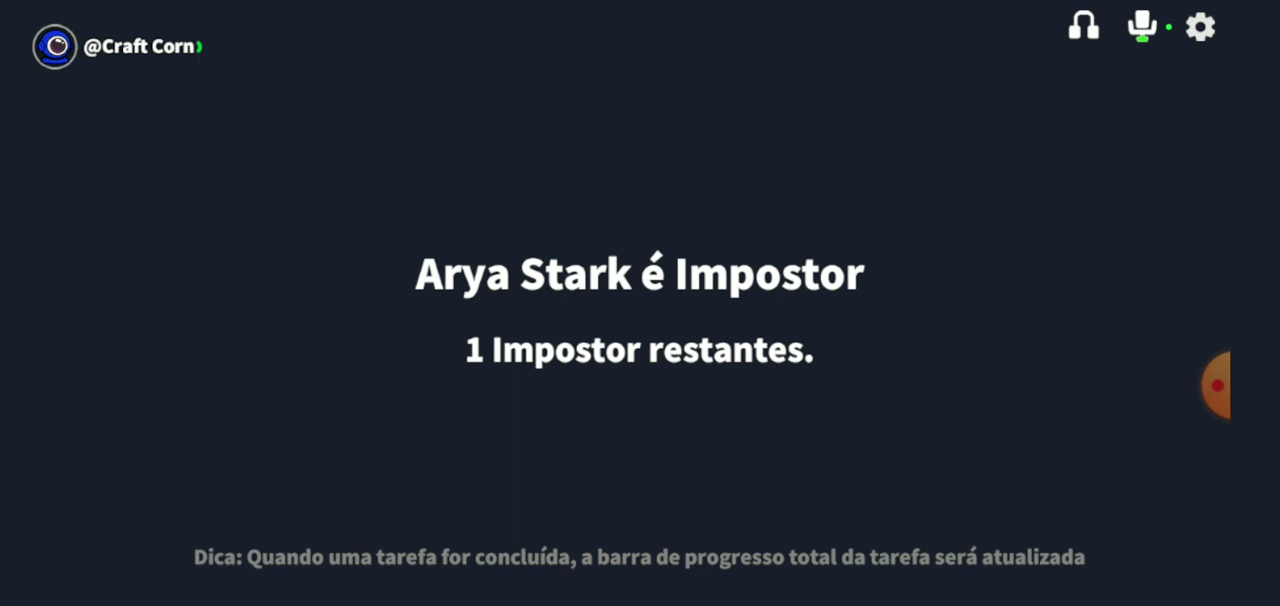 @Craft Corn
Arya Stark é Impostor
1 Impostor restantes.
Dica: Quando uma tarefa for concluída, a barra de progresso total da tarefa será atualizada